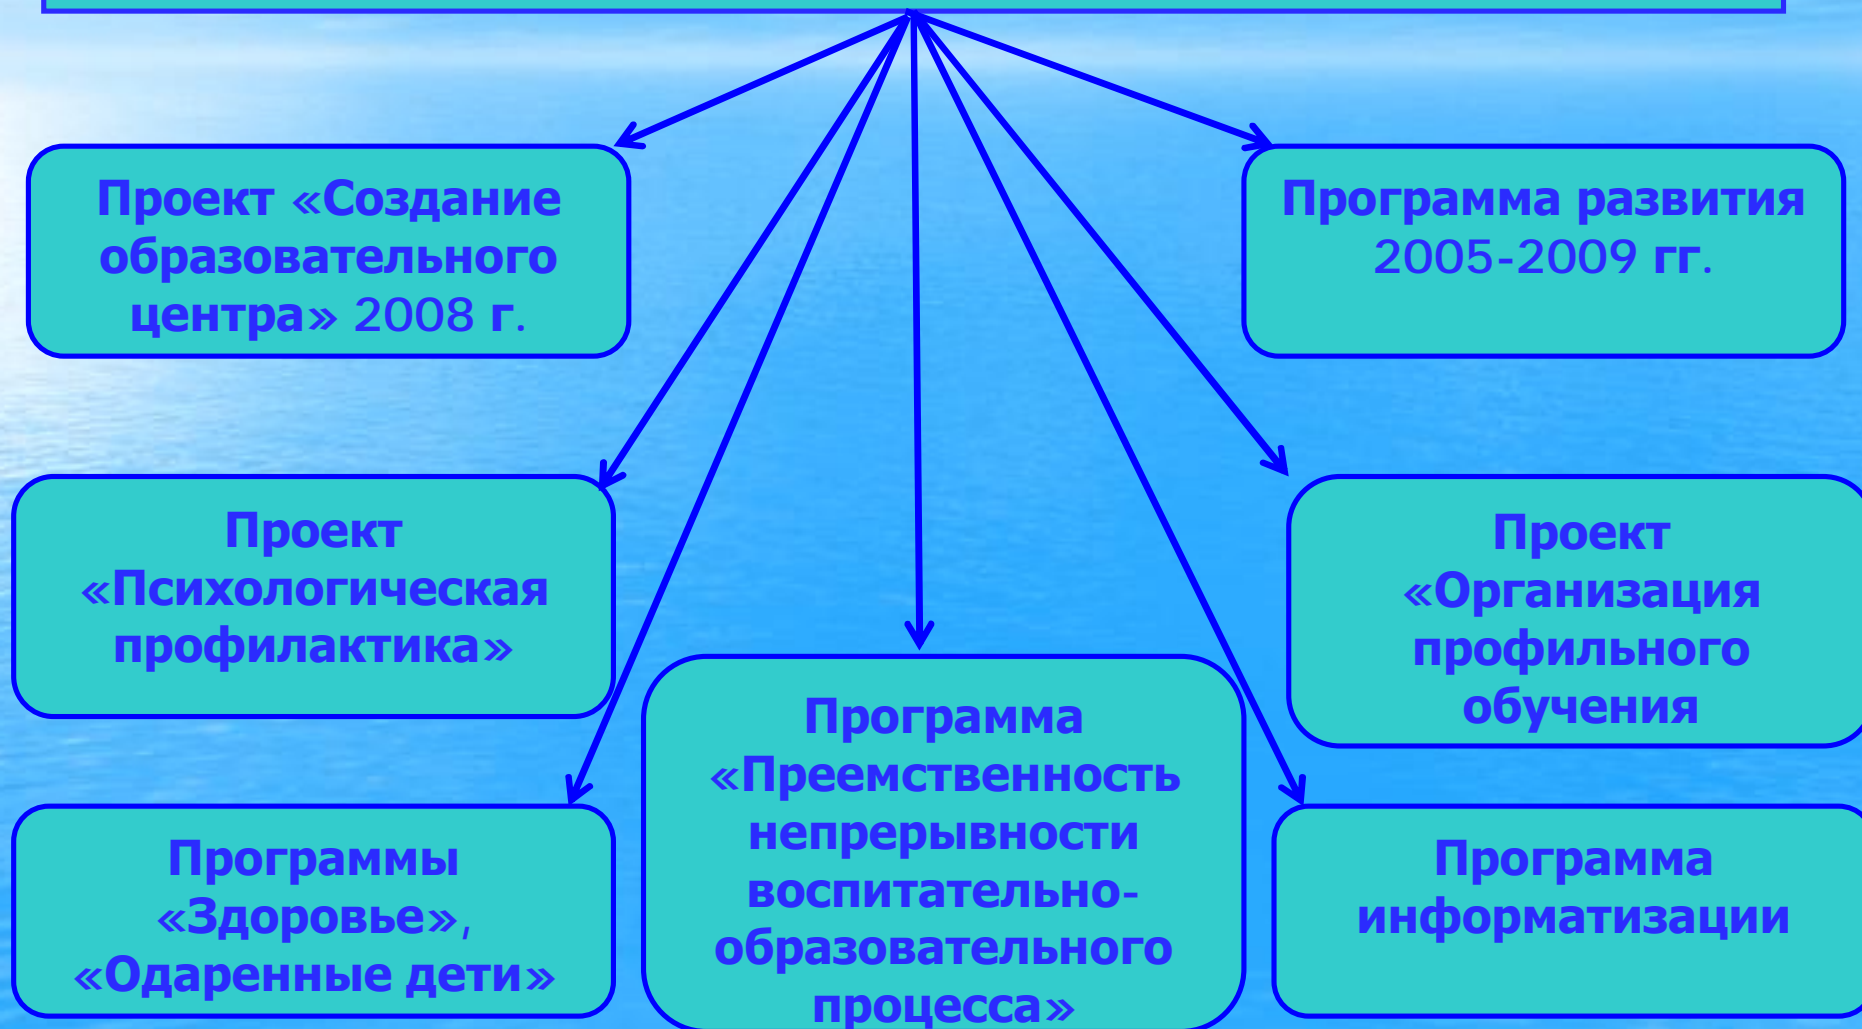 Проект «Создание
образовательного
центра» 2008 г.
Программа развития
2005-2009 гг.
Проект
«Психологическая
профилактика»
Проект
«Организация
профильного
обучения
Программы
«Здоровье»,
«Одаренные дети»
Программа
«Преемственность
непрерывности
воспитательно-
образовательного
процесса»
Программа
информатизации